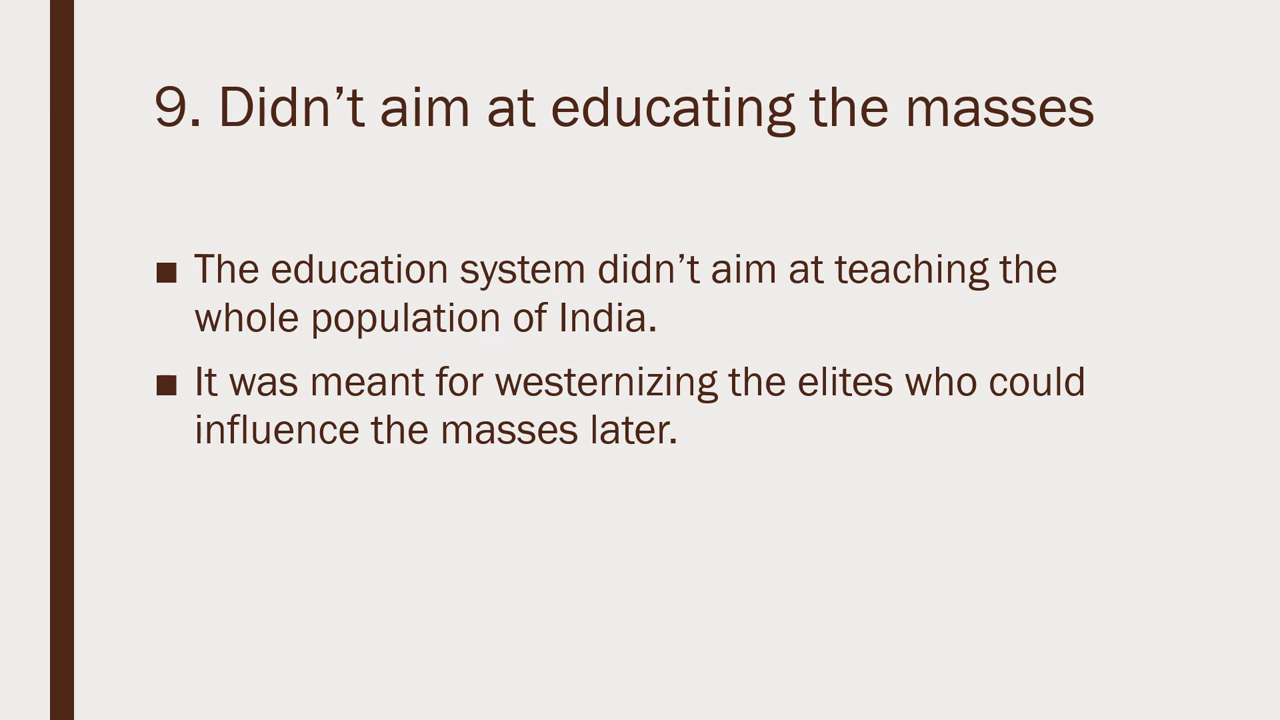 9. Didn’t aim at educating the masses
■ The education system didn’t aim at teaching the
whole population of India.
■ It was meant for westernizing the elites who could
influence the masses later.